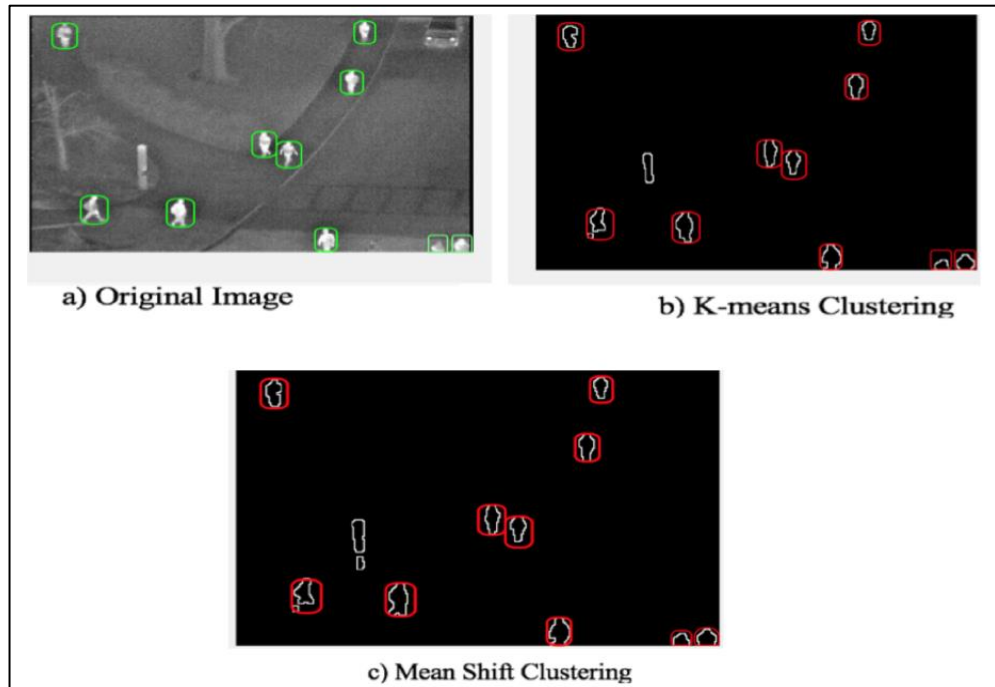 a) Original Image
b) K-means Clustering
c) Mean Shift Clustering